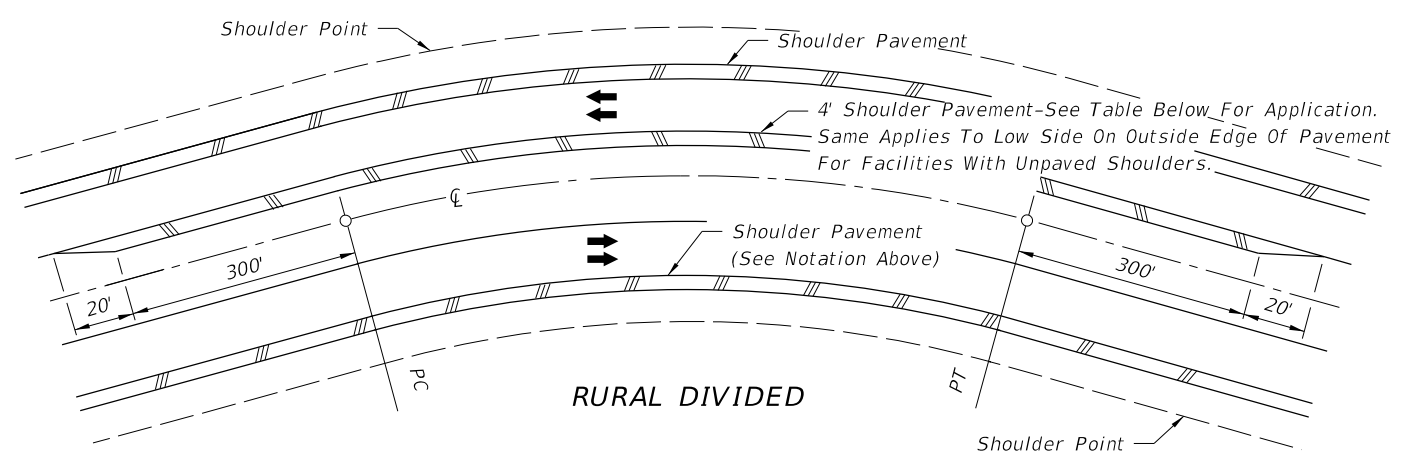 Shoulder Point
Shoulder Pavement
4' Shoulder Pavement-See Table Below For Application.
Same Applies To Low Side On Outside Edge Of Pavement
For Facilities With Unpaved Shoulders.
℄
Shoulder Pavement
(See Notation Above)
300'
20'
300'
20'
PC
PT
RURAL DIVIDED
Shoulder Point